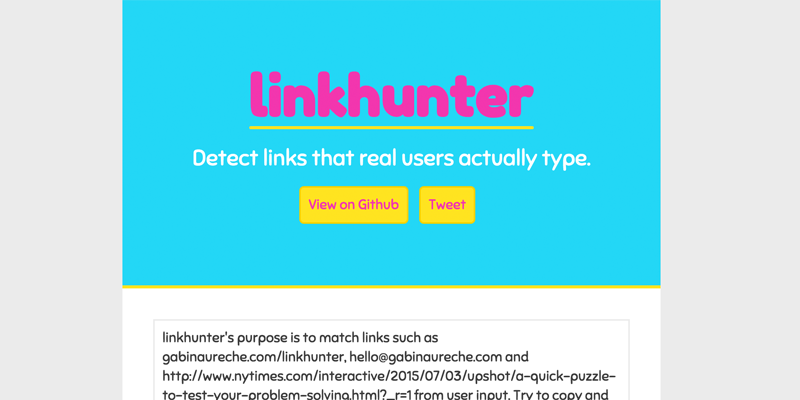 linkhunter
Detect links that real users actually type.
View on Github
Tweet
linkhunter's purpose is to match links such as
gabinaureche.com/linkhunter, hello@gabinaureche.com and
http://www.nytimes.com/interactive/2015/07/03/upshot/a-quick-puzzle-
to-test-your-problem-solving.html?_r=1 from user input. Try to copy and